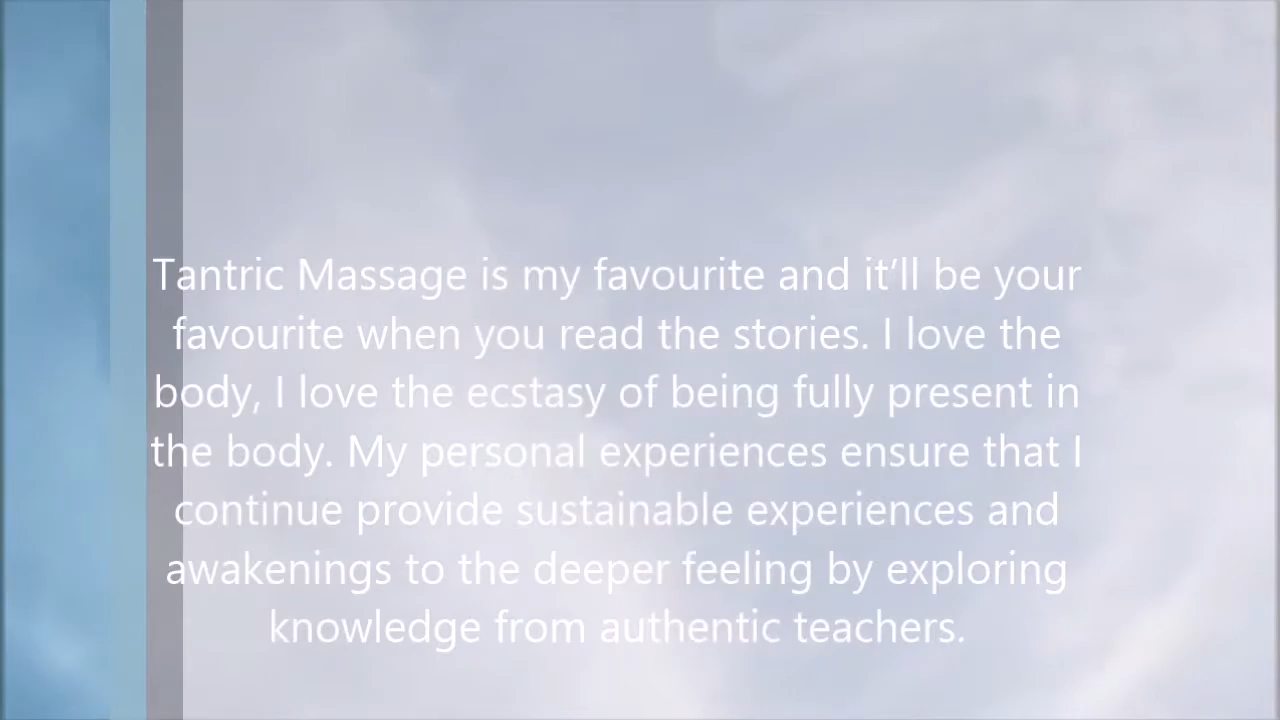 Tantric Massage is my favourite and it’ll be your
favourite when you read the stories. I love the
body, I love the ecstasy of being fully present in
the body. My personal experiences ensure that I
continue provide sustainable experiences and
awakenings to the deeper feeling by exploring
knowledge from authentic teachers.